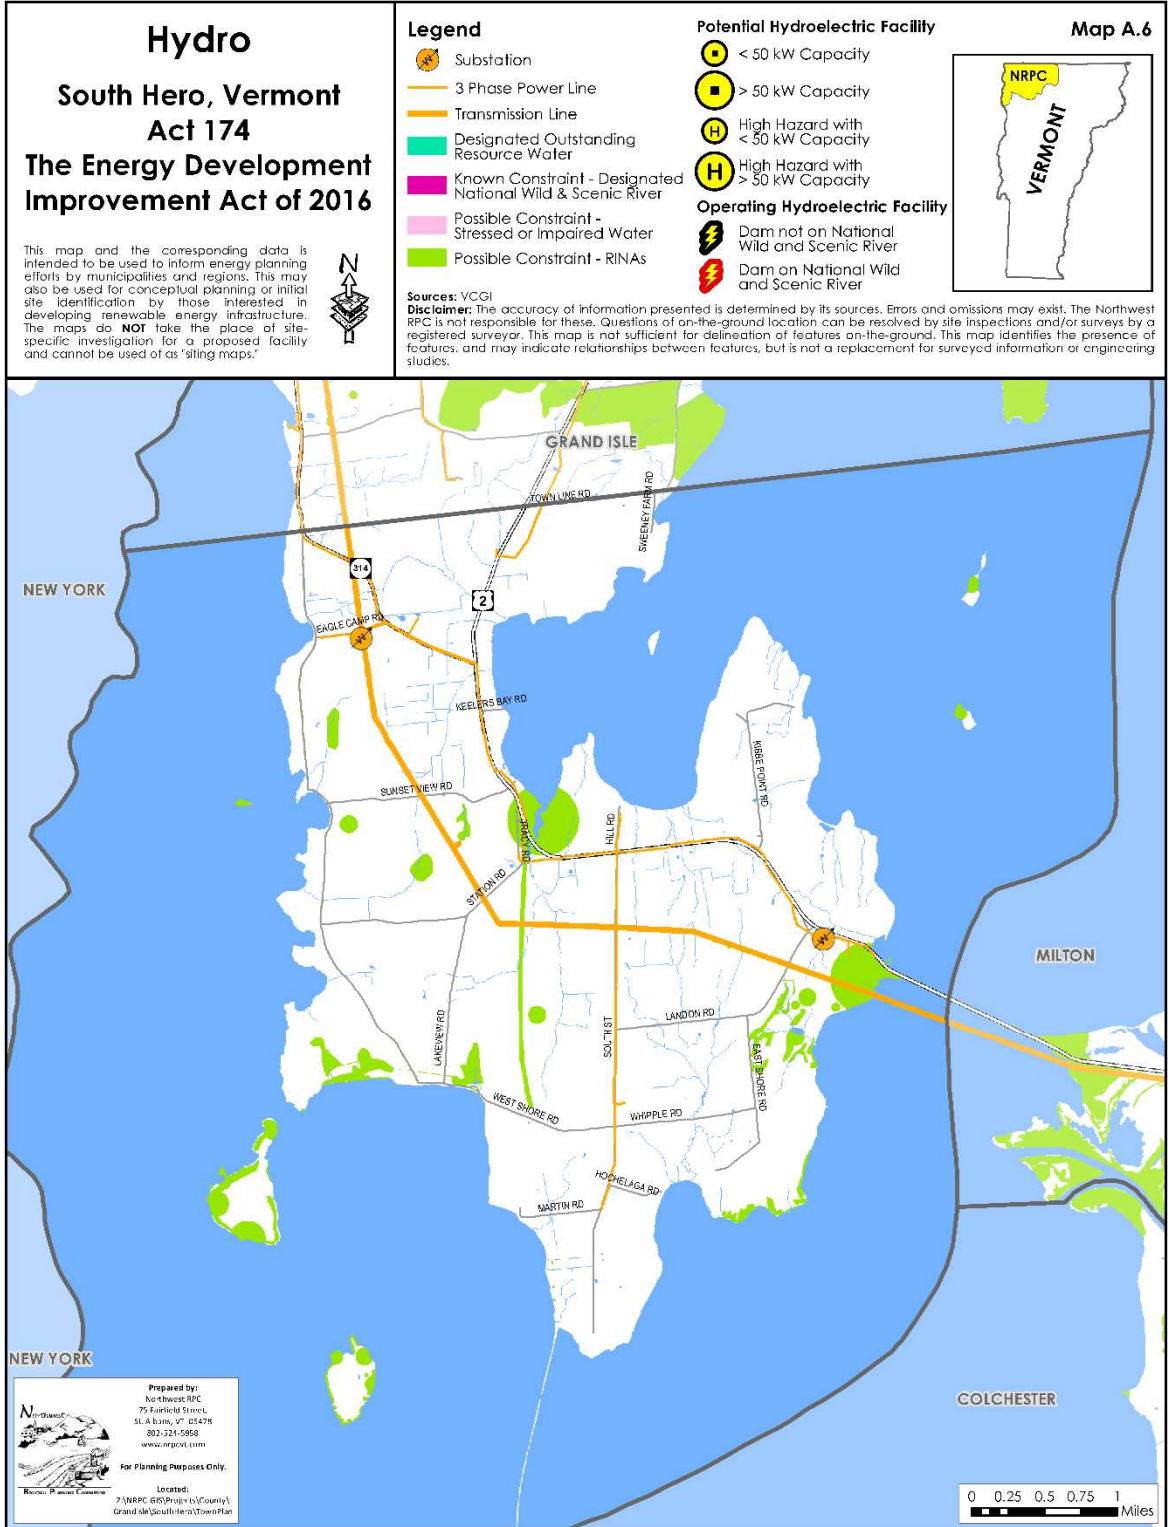 Hydro
South Hero, Vermont
Act 174
The Energy Development
Improvement Act of 2016
This map and the corresponding data is
intended to be used to inform energy planning
efforts by municipalities and regions. This may
also be used for conceptual planning or initial
site identification by those interested in
developing renewable energy infrastructure.
The maps do NOT take the place of site-
specific investigation for a proposed facility
and cannot be used of as "siting maps."
N
Legend
Substation
3 Phase Power Line
Transmission Line
Designated Outstanding
Resource Water
Known Constraint - Designated
National Wild & Scenic River
Possible Constraint -
Stressed or Impaired Water
Possible Constraint - RINAs
Potential Hydroelectric Facility
< 50 kW Capacity
> 50 kW Capacity
H
High Hazard with
< 50 kW Capacity
H
High Hazard with
> 50 kW Capacity
Operating Hydroelectric Facility
Dam not on National
Wild and Scenic River
Dam on National Wild
and Scenic River
Map A.6
NRPC
VERMONT
Sources: VCGI
Disclaimer: The accuracy of information presented is determined by its sources. Errors and omissions may exist. The Northwest
RPC is not responsible for these. Questions of on-the-ground location can be resolved by site inspections and/or surveys by a
registered surveyor. This map is not sufficient for delineation of features on-the-ground. This map identifies the presence of
features, and may indicate relationships between features, but is not a replacement for surveyed information or engineering
studies.
GRAND ISLE
TOWN LINE RD
SWEENEY FARM RD
NEW YORK
314
2
EAGLE CAMP RD
KEELERS BAY RD
KIBBE POINT RD
SUNSET VIEW RD
TRACY RD
HILL RD
STATION RD
MILTON
LAKEVIEW RD
SOUTH ST
LANDON RD
EAST SHORE RD
WEST SHORE RD
WHIPPLE RD
HOCHELAGA RD
MARTIN RD
NEW YORK
COLCHESTER
Prepared by:
Northwest RPC
75 Fairfield Street,
St. Albans, VT 05478
802-524-5958
www.nrpcvt.com
For Planning Purposes Only.
Located:
Z:\NRPC GIS\Projects\County\
GrandIsle\SouthHero\TownPlan
NORTHWEST
REGIONAL PLANNING COMMISSION
0 0.25 0.5 0.75 1
Miles